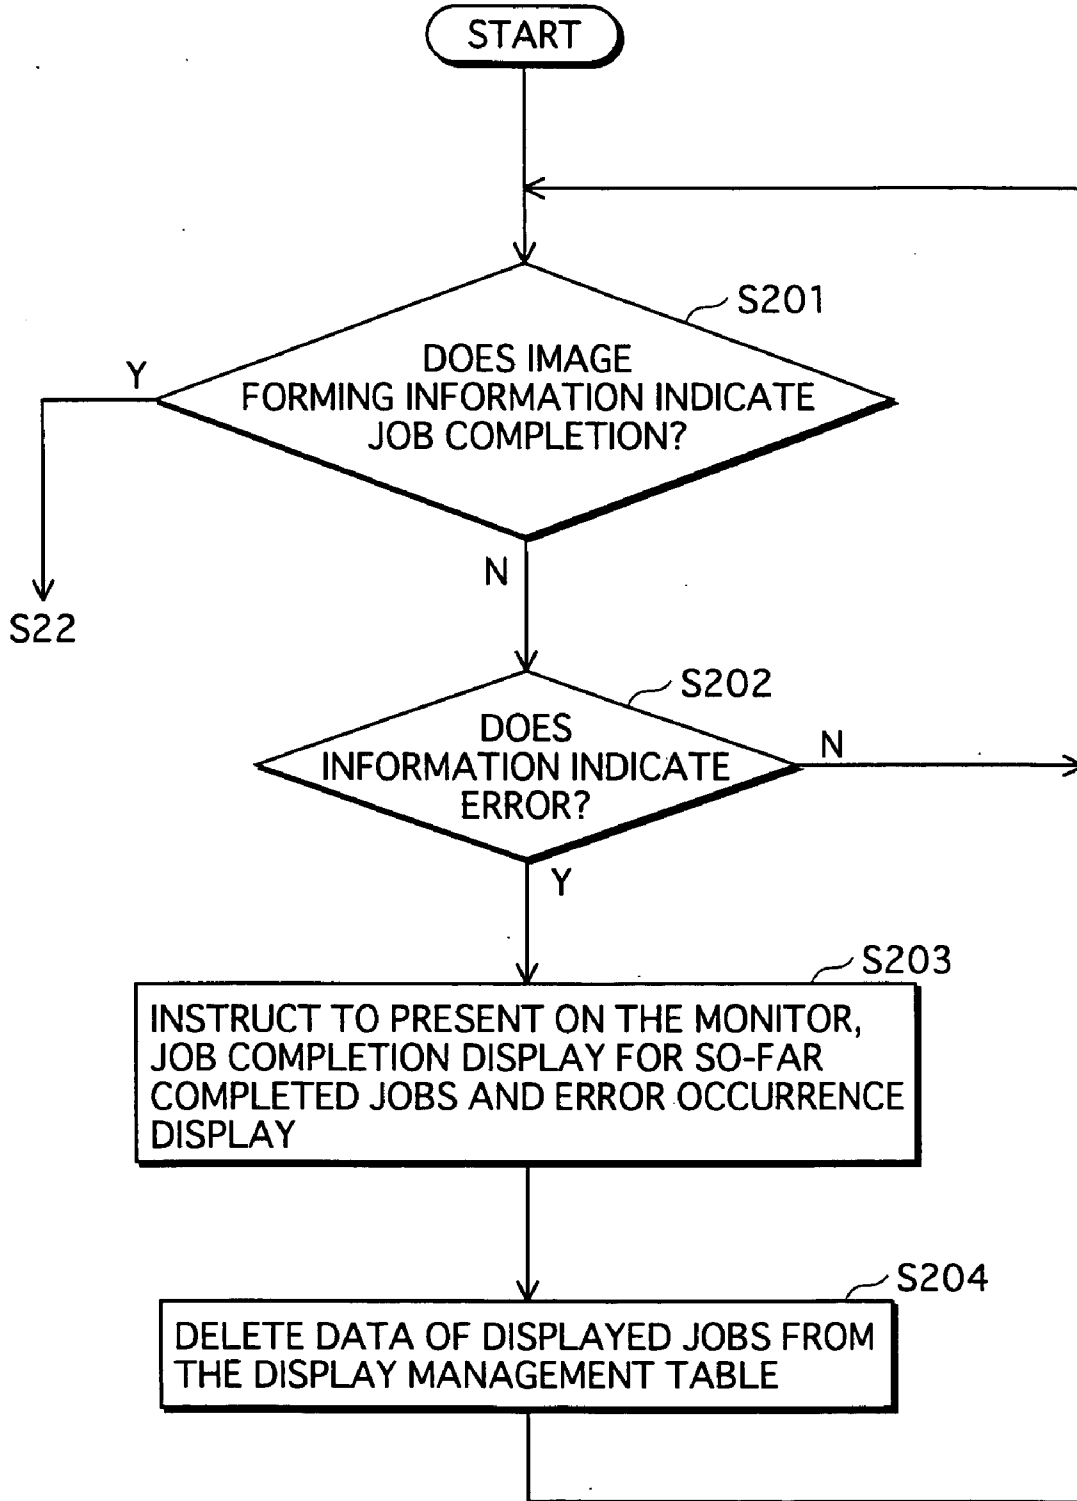 START
S201
DOES IMAGE
FORMING INFORMATION INDICATE
JOB COMPLETION?
Y
N
S22
S202
DOES
INFORMATION INDICATE
ERROR?
N
Y
S203
INSTRUCT TO PRESENT ON THE MONITOR,
JOB COMPLETION DISPLAY FOR SO-FAR
COMPLETED JOBS AND ERROR OCCURRENCE
DISPLAY
S204
DELETE DATA OF DISPLAYED JOBS FROM
THE DISPLAY MANAGEMENT TABLE